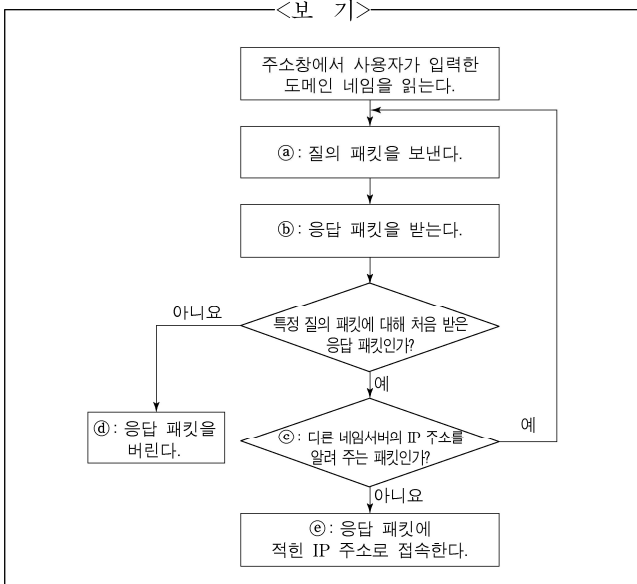 <보 기>
주소창에서 사용자가 입력한
도메인 네임을 읽는다.
ⓐ: 질의 패킷을 보낸다.
ⓑ: 응답 패킷을 받는다.
아니요
특정 질의 패킷에 대해 처음 받은
응답 패킷인가?
예
ⓓ: 응답 패킷을
버린다.
ⓒ: 다른 네임서버의 IP 주소를
알려 주는 패킷인가?
예
아니요
ⓔ: 응답 패킷에
적힌 IP 주소로 접속한다.